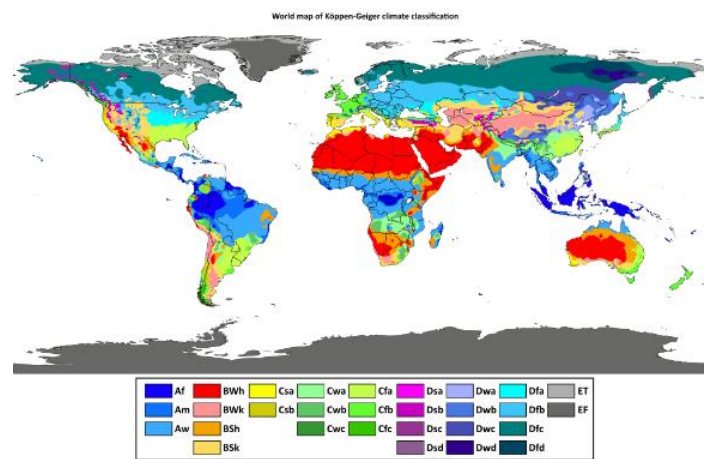 World map of Köppen-Geiger climate classification
Af BWh Csa Cwa Cfa Dsa Dwa Dfa ET
Am BWk Csb Cwb Cfb Dsb Dwb Dfb EF
Aw BSh Cwc Cfc Dsc Dwc Dfc
BSk Dsd Dwd Dfd